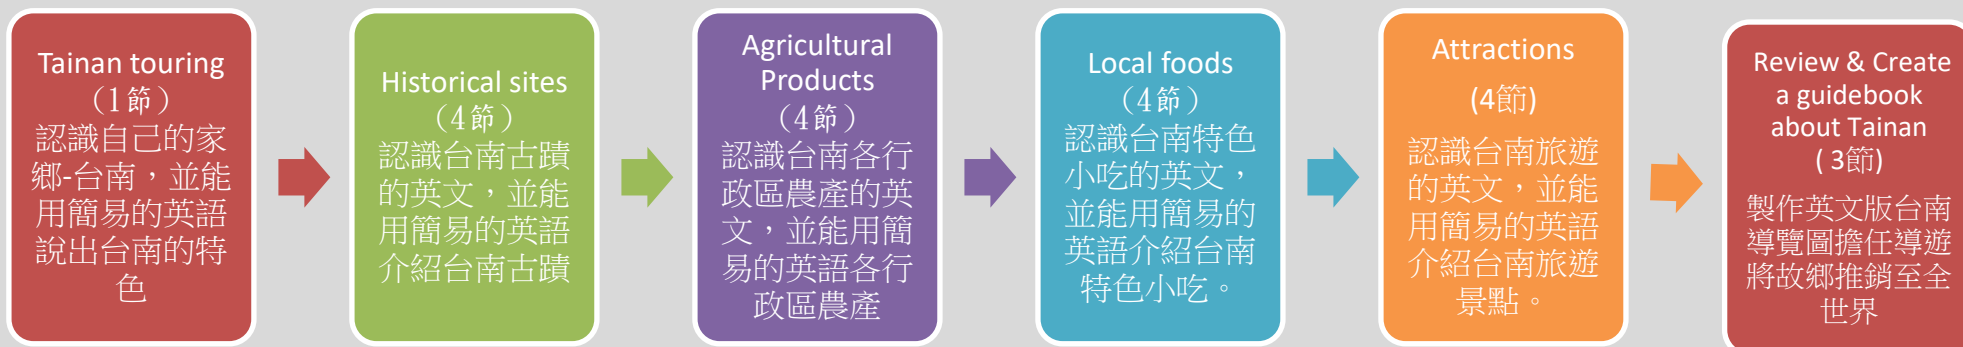 Tainan touring
（1節）
認識自己的家
鄉-台南，並能
用簡易的英語
說出台南的特
色
Historical sites
（4節）
認識台南古蹟
的英文，並能
用簡易的英語
介紹台南古蹟
Agricultural
Products
（4節）
認識台南各行
政區農產的英
文，並能用簡
易的英語各行
政區農產
Local foods
（4節）
認識台南特色
小吃的英文，
並能用簡易的
英語介紹台南
特色小吃。
Attractions
(4節)
認識台南旅遊
的英文，並能
用簡易的英語
介紹台南旅遊
景點。
Review & Create
a guidebook
about Tainan
( 3節)
製作英文版台南
導覽圖擔任導遊
將故鄉推銷至全
世界